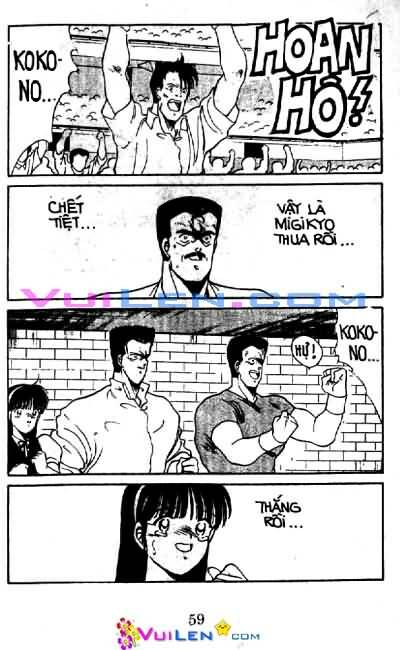 KOKO-
NO...
HOAN
HÔ!
CHẾT
TIỆT...
VẬY LÀ
MIGIKYO
THUA RỒI...
VUILEN.COM
HỰ!
KOKO-
NO...
THẮNG
RỒI...
59
VUILEN.COM